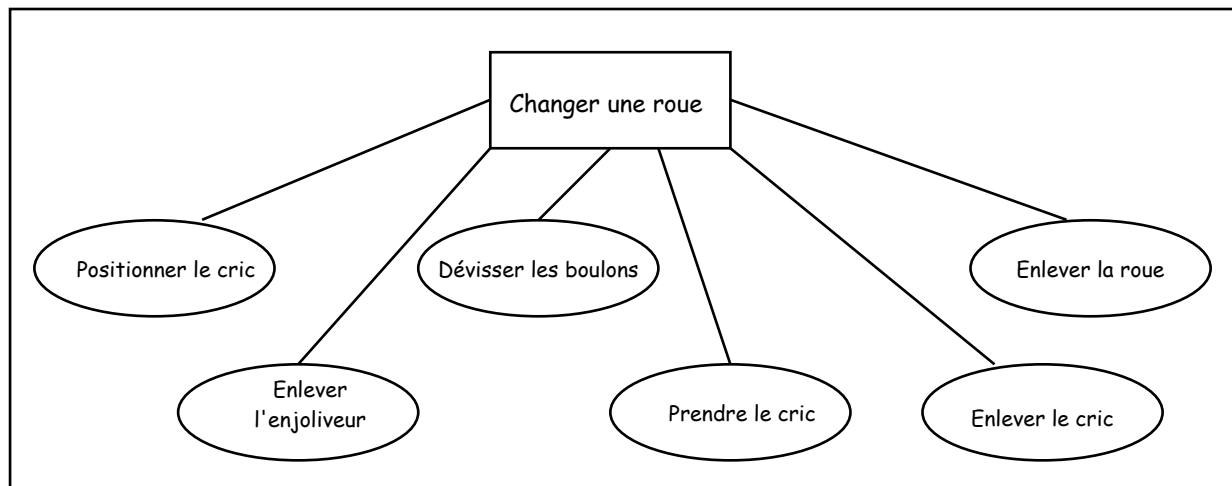 Changer une roue
Positionner le cric
Dévisser les boulons
Enlever la roue
Enlever
l'enjoliveur
Prendre le cric
Enlever le cric